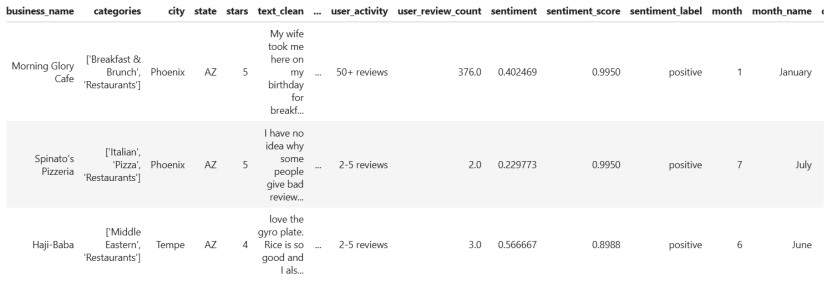 business_name categories city state stars text_clean ... user_activity user_review_count sentiment sentiment_score sentiment_label month month_name
Morning Glory Cafe ['Breakfast & Brunch', 'Restaurants'] Phoenix AZ 5 My wife took me here on my birthday for breakf... ... 50+ reviews 376.0 0.402469 0.9950 positive 1 January
Spinato's Pizzeria ['Italian', 'Pizza', 'Restaurants'] Phoenix AZ 5 I have no idea why some people give bad review... ... 2-5 reviews 2.0 0.229773 0.9950 positive 7 July
Haji-Baba ['Middle Eastern', 'Restaurants'] Tempe AZ 4 love the gyro plate. Rice is so good and I als... ... 2-5 reviews 3.0 0.566667 0.8988 positive 6 June